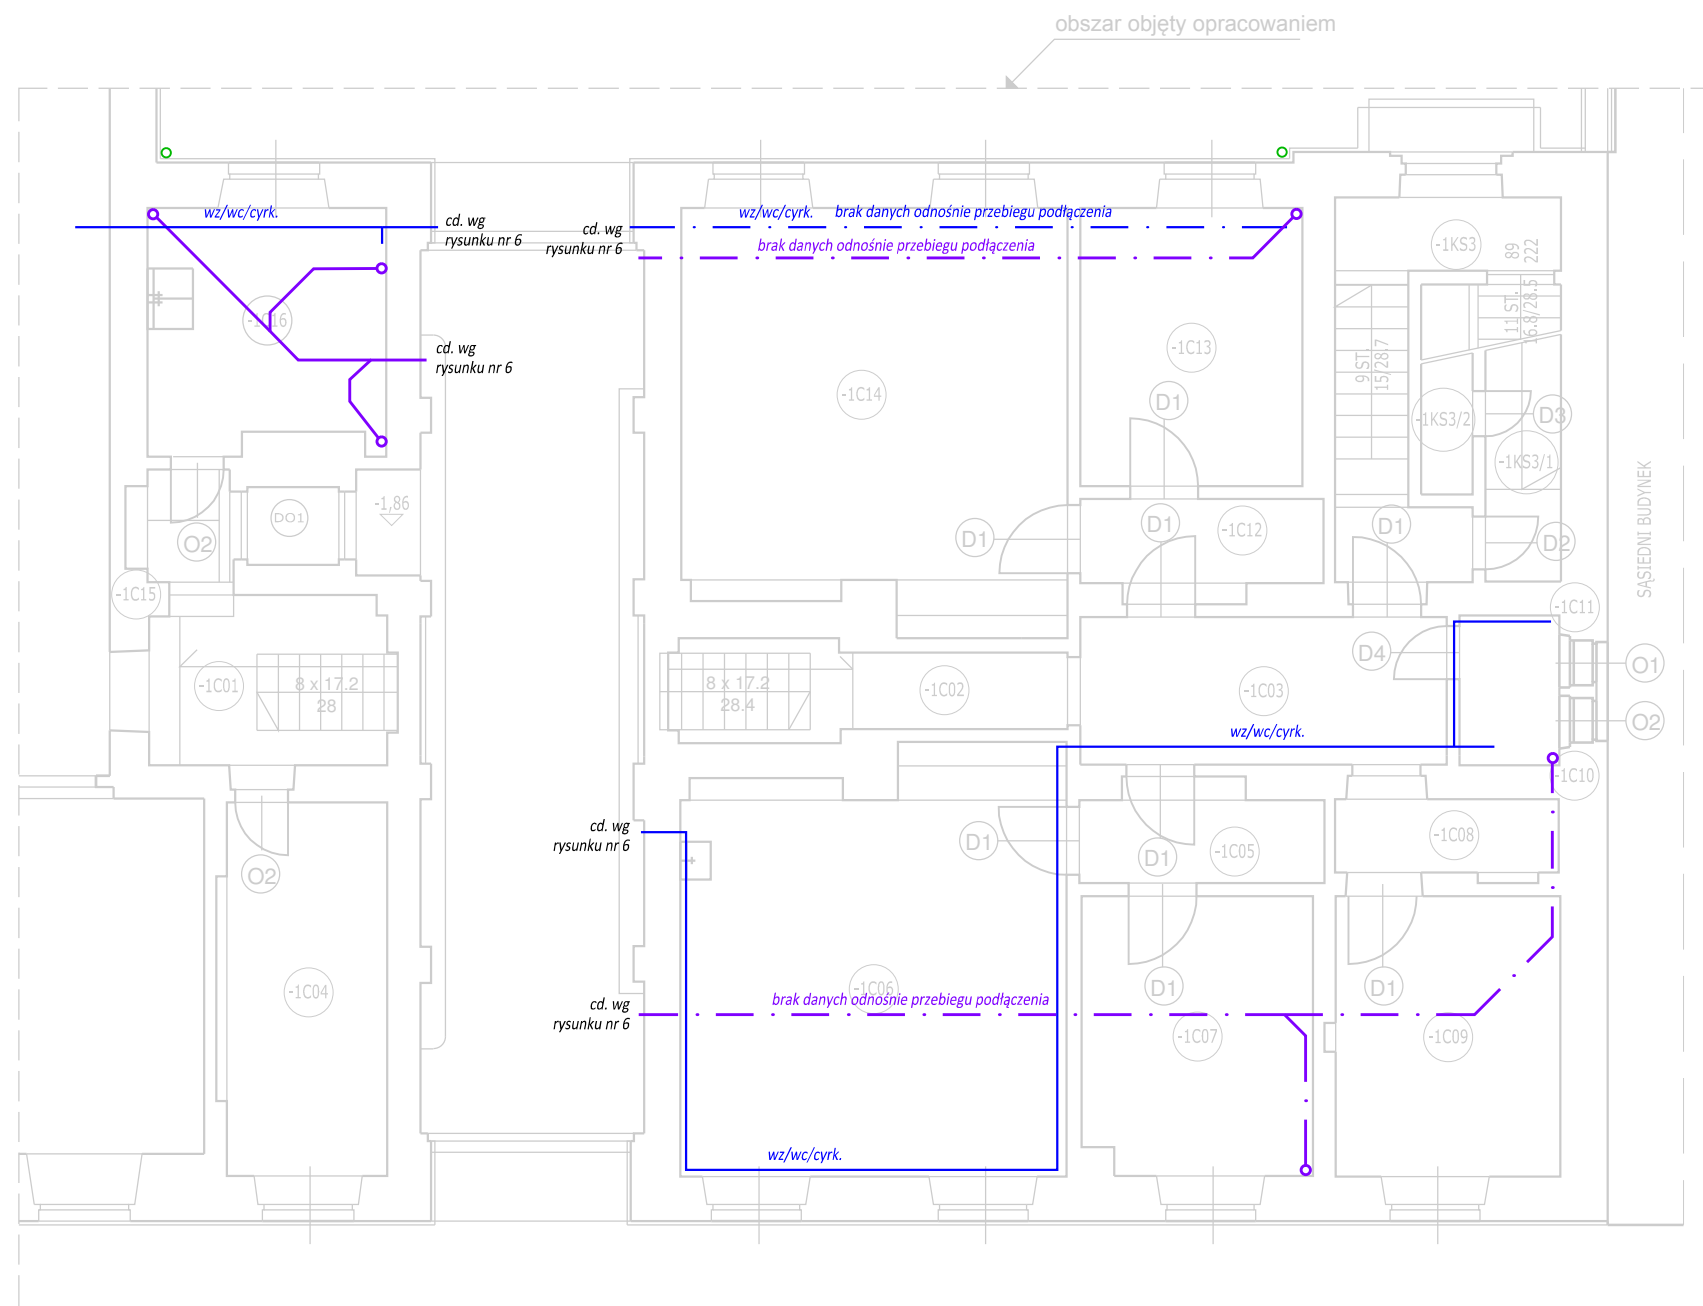 obszar objęty opracowaniem
wz/wc/cyrk.
cd. wg
rysunku nr 6
cd. wg
rysunku nr 6
wz/wc/cyrk.
brak danych odnośnie przebiegu podłączenia
brak danych odnośnie przebiegu podłączenia
-1KS3
89
222
-1C16
11 ST.
16.8/28.5
cd. wg
rysunku nr 6
-1C13
9 ST.
15/28.7
-1C14
D1
-1KS3/2
D3
-1KS3/1
-1,86
DO1
O2
D1
D1
-1C12
D1
D2
SĄSIEDNI BUDYNEK
-1C15
-1C11
D4
O1
-1C01
8 x 17.2
28
8 x 17.2
28.4
-1C02
-1C03
O2
wz/wc/cyrk.
-1C10
cd. wg
rysunku nr 6
D1
D1
-1C05
-1C08
O2
-1C04
-1C06
D1
D1
brak danych odnośnie przebiegu podłączenia
cd. wg
rysunku nr 6
-1C07
-1C09
wz/wc/cyrk.